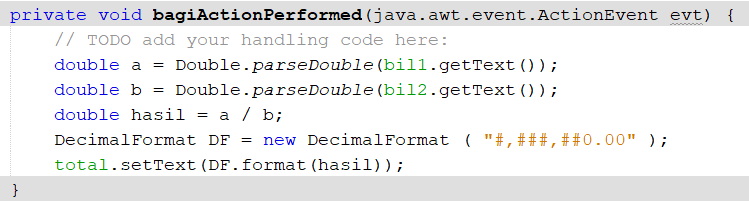 private void bagiActionPerformed(java.awt.event.ActionEvent evt) {
// TODO add your handling code here:
double a = Double.parseDouble(bil1.getText());
double b = Double.parseDouble(bil2.getText());
double hasil = a / b;
DecimalFormat DF = new DecimalFormat ( "#,###,##0.00" );
total.setText(DF.format(hasil));
}